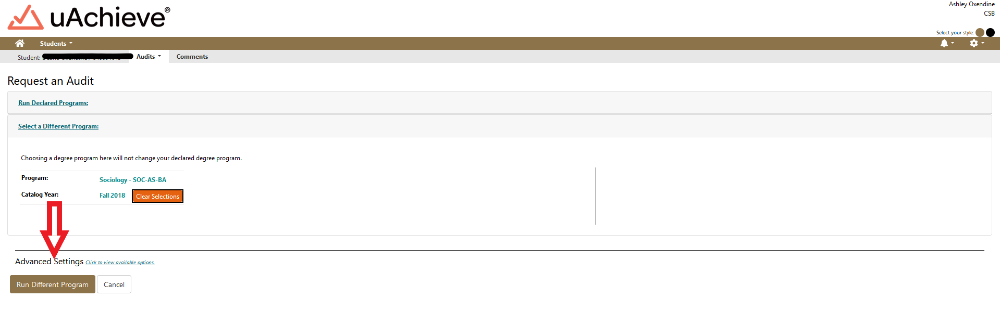 uAchieve®
Ashley Oxendine
CSB
Select your style:
Students
Student:
Audits
Comments
Request an Audit
Run Declared Programs:
Select a Different Program:
Choosing a degree program here will not change your declared degree program.
Program: Sociology - SOC-AS-BA
Catalog Year: Fall 2018 Clear Selections
Advanced Settings Click to view available options.
Run Different Program Cancel